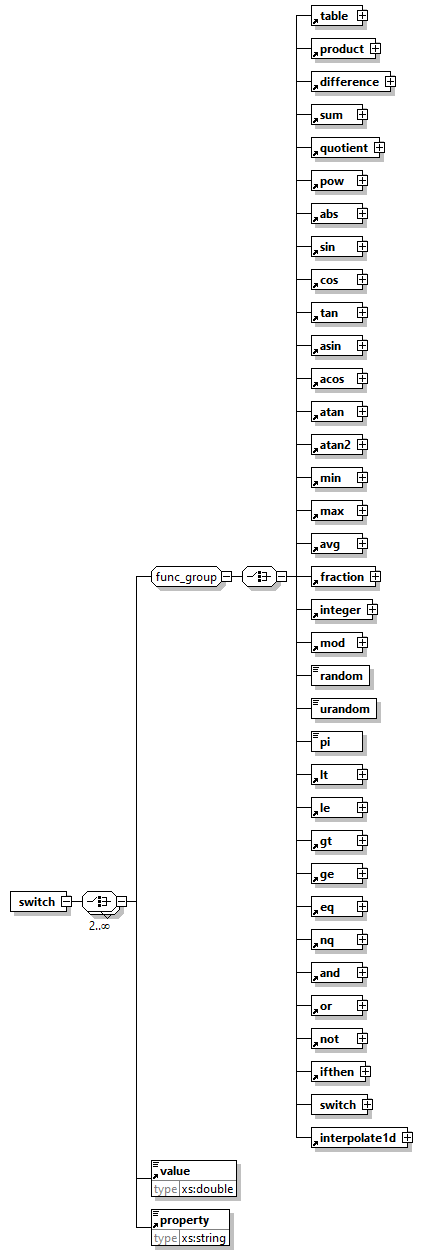 table
product
difference
sum
quotient
pow
abs
sin
cos
tan
asin
acos
atan
atan2
min
max
avg
func_group
fraction
integer
mod
random
urandom
pi
lt
le
gt
ge
switch
2..∞
eq
nq
and
or
not
ifthen
switch
interpolate1d
value
type xs:double
property
type xs:string